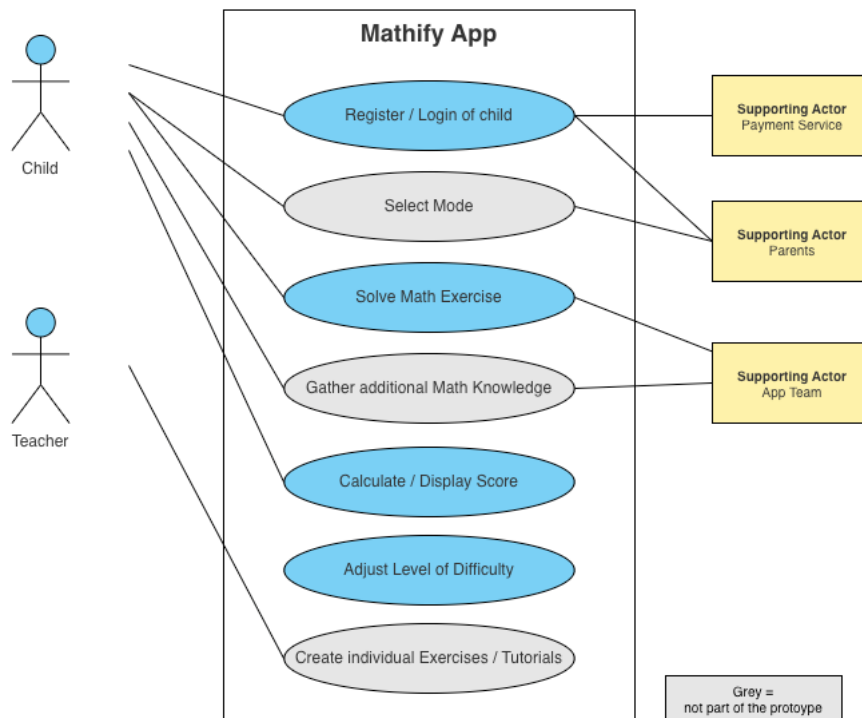 Mathify App
Child
Register / Login of child
Supporting Actor
Payment Service
Select Mode
Supporting Actor
Parents
Solve Math Exercise
Teacher
Gather additional Math Knowledge
Supporting Actor
App Team
Calculate / Display Score
Adjust Level of Difficulty
Create individual Exercises / Tutorials
Grey =
not part of the protoype